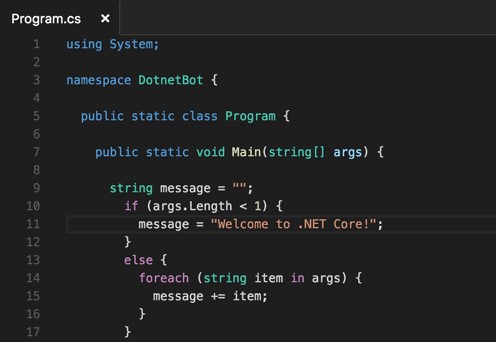 Program.cs ×
1 using System;
2
3 namespace DotnetBot {
4
5 public static class Program {
6
7 public static void Main(string[] args) {
8
9 string message = "";
10 if (args.Length < 1) {
11 message = "Welcome to .NET Core!";
12 }
13 else {
14 foreach (string item in args) {
15 message += item;
16 }
17 }